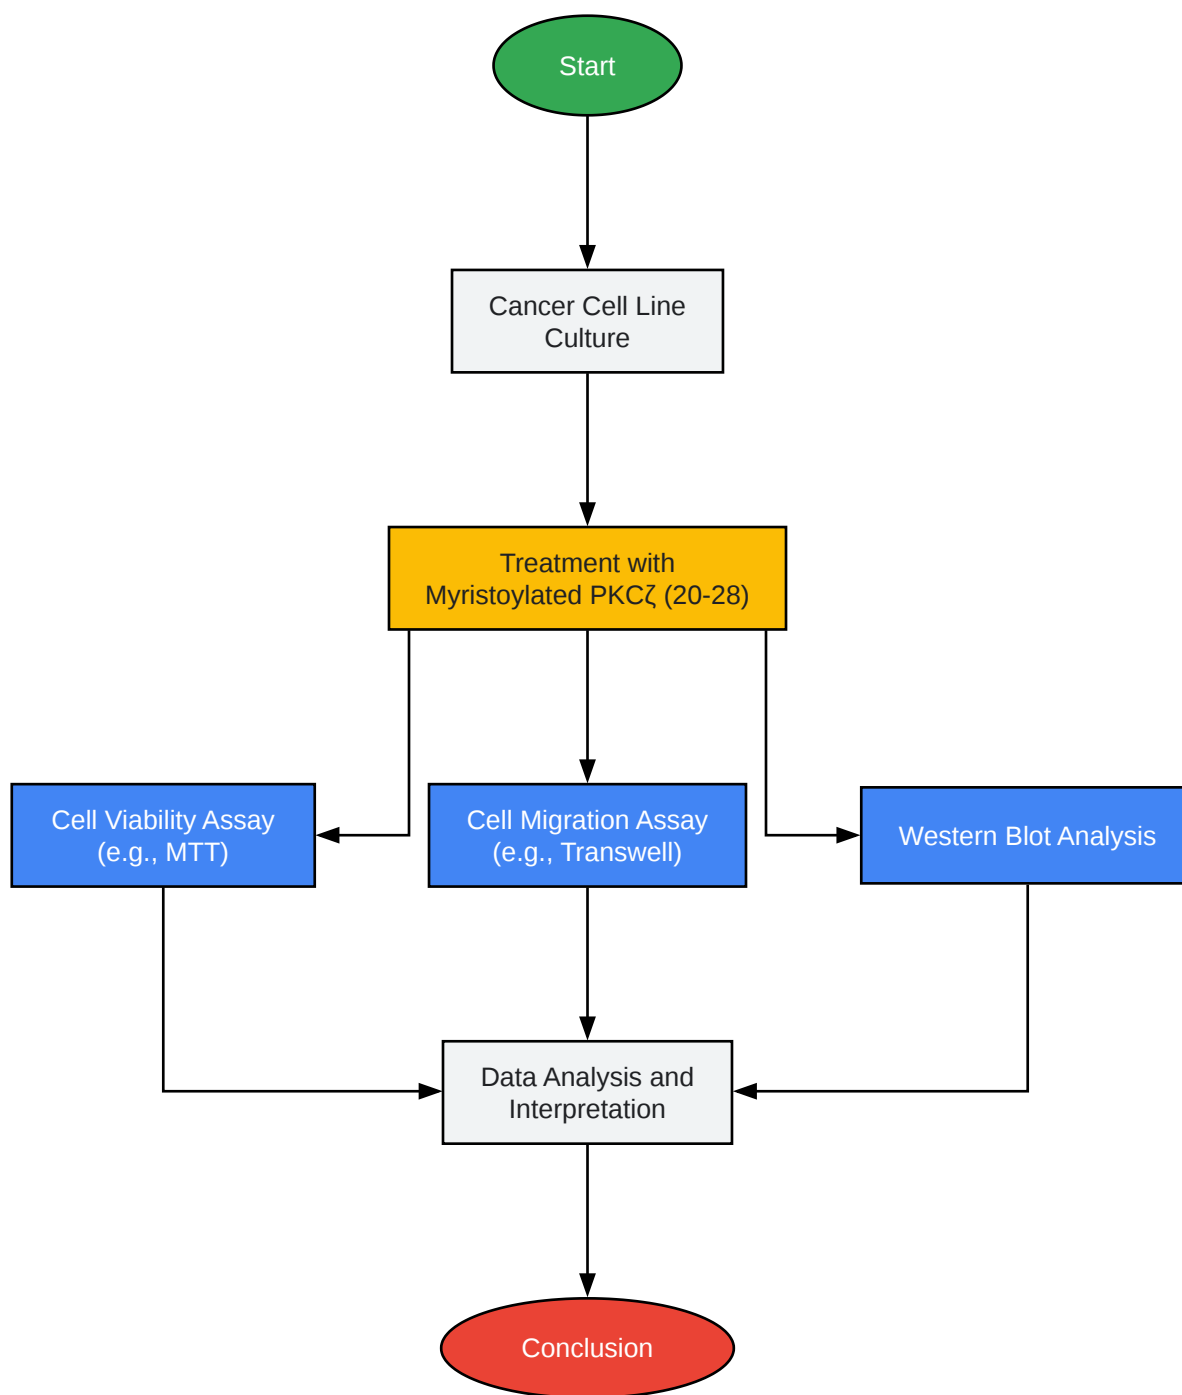 Start
Cancer Cell Line
Culture
Treatment with
Myristoylated PKCζ (20-28)
Cell Viability Assay
(e.g., MTT)
Cell Migration Assay
(e.g., Transwell)
Western Blot Analysis
Data Analysis and
Interpretation
Conclusion